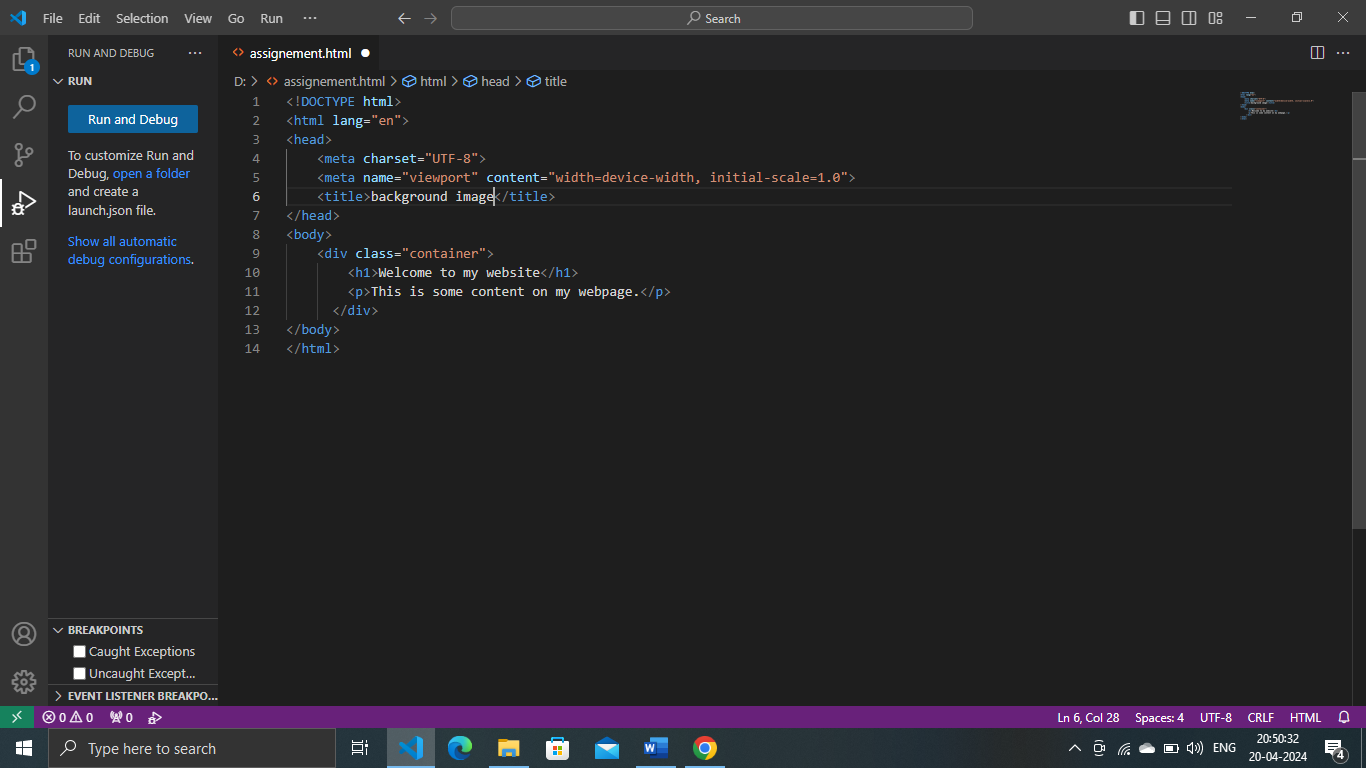 File Edit Selection View Go Run ··· Search
RUN AND DEBUG ···
assignement.html
RUN
D: > assignement.html > html > head > title
Run and Debug
To customize Run and
Debug, open a folder
and create a
launch.json file.
Show all automatic
debug configurations.
1 <!DOCTYPE html>
2 <html lang="en">
3 <head>
4 <meta charset="UTF-8">
5 <meta name="viewport" content="width=device-width, initial-scale=1.0">
6 <title>background image</title>
7 </head>
8 <body>
9 <div class="container">
10 <h1>Welcome to my website</h1>
11 <p>This is some content on my webpage.</p>
12 </div>
13 </body>
14 </html>
1
BREAKPOINTS
Caught Exceptions
Uncaught Except...
EVENT LISTENER BREAKPO...
0 0 0 Ln 6, Col 28 Spaces: 4 UTF-8 CRLF HTML
Type here to search
ENG
20:50:32
20-04-2024
4